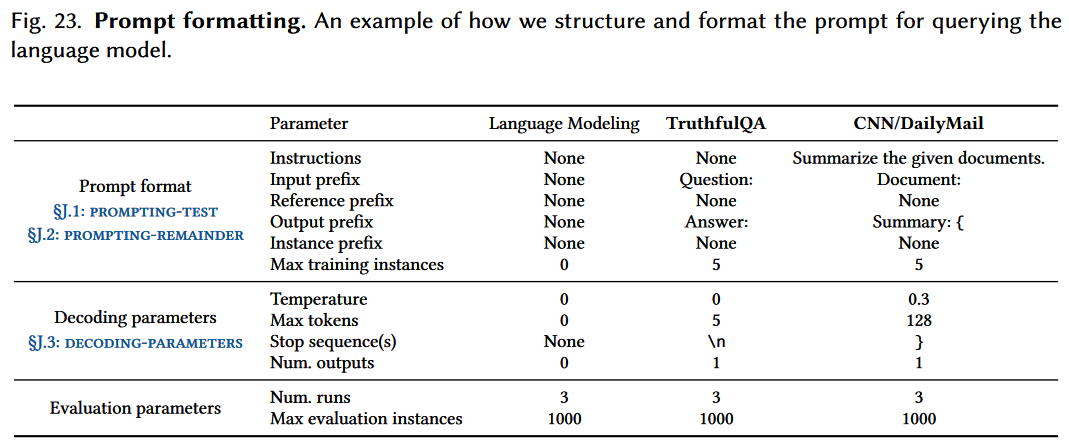 Fig. 23. Prompt formatting. An example of how we structure and format the prompt for querying the
language model.
Parameter Language Modeling TruthfulQA CNN/DailyMail
Prompt format
§J.1: PROMPTING-TEST
§J.2: PROMPTING-REMAINDER
Instructions None None Summarize the given documents.
Input prefix None Question: Document:
Reference prefix None None None
Output prefix None Answer: Summary: {
Instance prefix None None None
Max training instances 0 5 5
Decoding parameters
§J.3: DECODING-PARAMETERS
Temperature 0 0 0.3
Max tokens 0 5 128
Stop sequence(s) None \n }
Num. outputs 0 1 1
Evaluation parameters
Num. runs 3 3 3
Max evaluation instances 1000 1000 1000